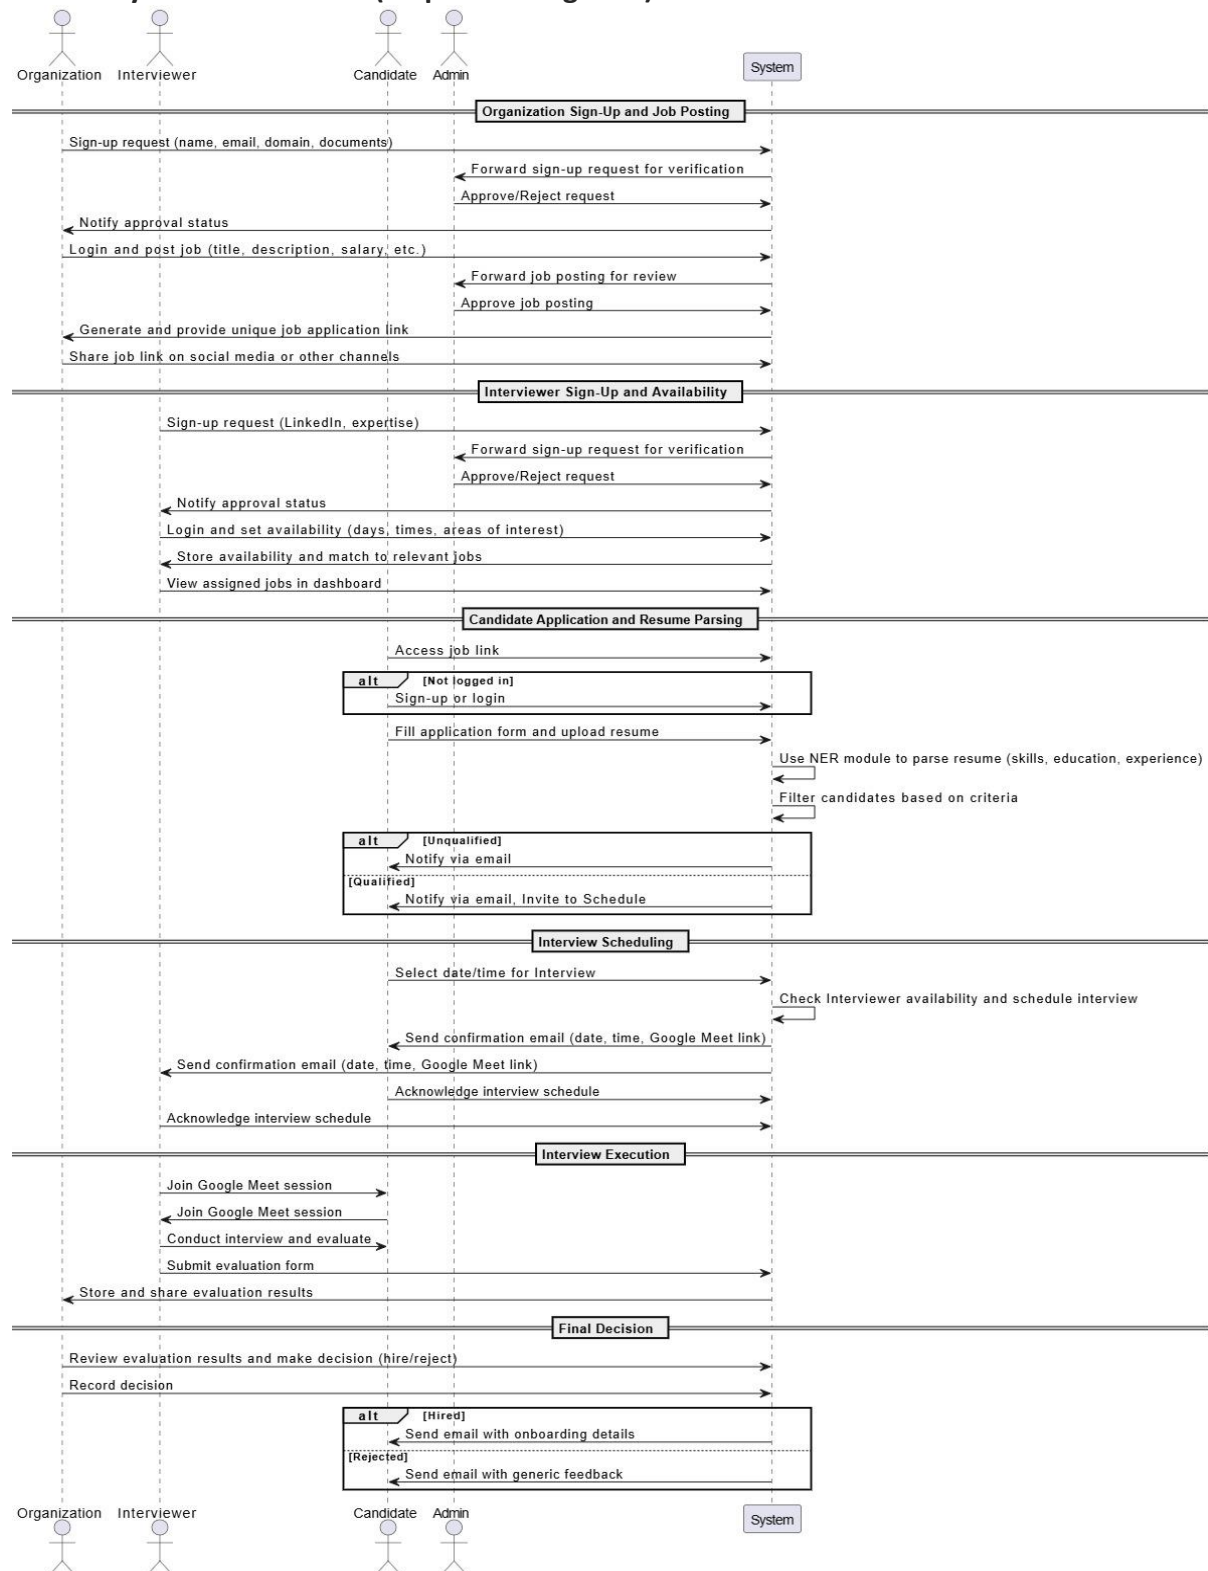 Organization Interviewer Candidate Admin System
Organization Sign-Up and Job Posting
Sign-up request (name, email, domain, documents)
Forward sign-up request for verification
Approve/Reject request
Notify approval status
Login and post job (title, description, salary, etc.)
Forward job posting for review
Approve job posting
Generate and provide unique job application link
Share job link on social media or other channels
Interviewer Sign-Up and Availability
Sign-up request (LinkedIn, expertise)
Forward sign-up request for verification
Approve/Reject request
Notify approval status
Login and set availability (days, times, areas of interest)
Store availability and match to relevant jobs
View assigned jobs in dashboard
Candidate Application and Resume Parsing
Access job link
alt [Not logged in]
Sign-up or login
Fill application form and upload resume
Use NER module to parse resume (skills, education, experience)
Filter candidates based on criteria
alt [Unqualified]
Notify via email
[Qualified]
Notify via email, Invite to Schedule
Interview Scheduling
Select date/time for Interview
Check Interviewer availability and schedule interview
Send confirmation email (date, time, Google Meet link)
Send confirmation email (date, time, Google Meet link)
Acknowledge interview schedule
Acknowledge interview schedule
Interview Execution
Join Google Meet session
Join Google Meet session
Conduct interview and evaluate
Submit evaluation form
Store and share evaluation results
Final Decision
Review evaluation results and make decision (hire/reject)
Record decision
alt [Hired]
Send email with onboarding details
[Rejected]
Send email with generic feedback
Organization Interviewer Candidate Admin System